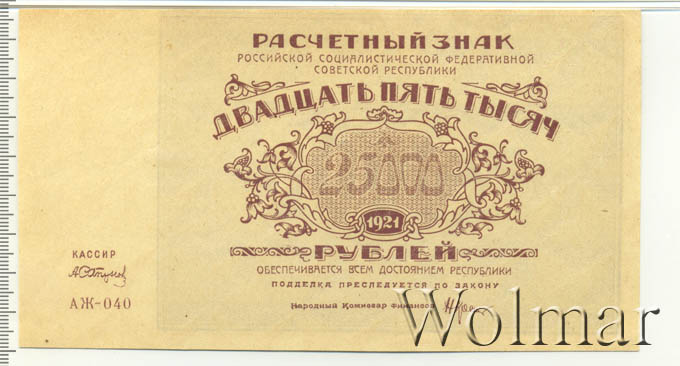 РАСЧЕТНЫЙ ЗНАК
РОССИЙСКОЙ СОЦИАЛИСТИЧЕСКОЙ ФЕДЕРАТИВНОЙ
СОВЕТСКОЙ РЕСПУБЛИКИ
ДВАДЦАТЬ ПЯТЬ ТЫСЯЧ
25000
1921
РУБЛЕЙ
ОБЕСПЕЧИВАЕТСЯ ВСЕМ ДОСТОЯНИЕМ РЕСПУБЛИКИ
ПОДДЕЛКА ПРЕСЛЕДУЕТСЯ ПО ЗАКОНУ
Народный Комиссар Финансов
КАССИР
АЖ-040
Wolmar